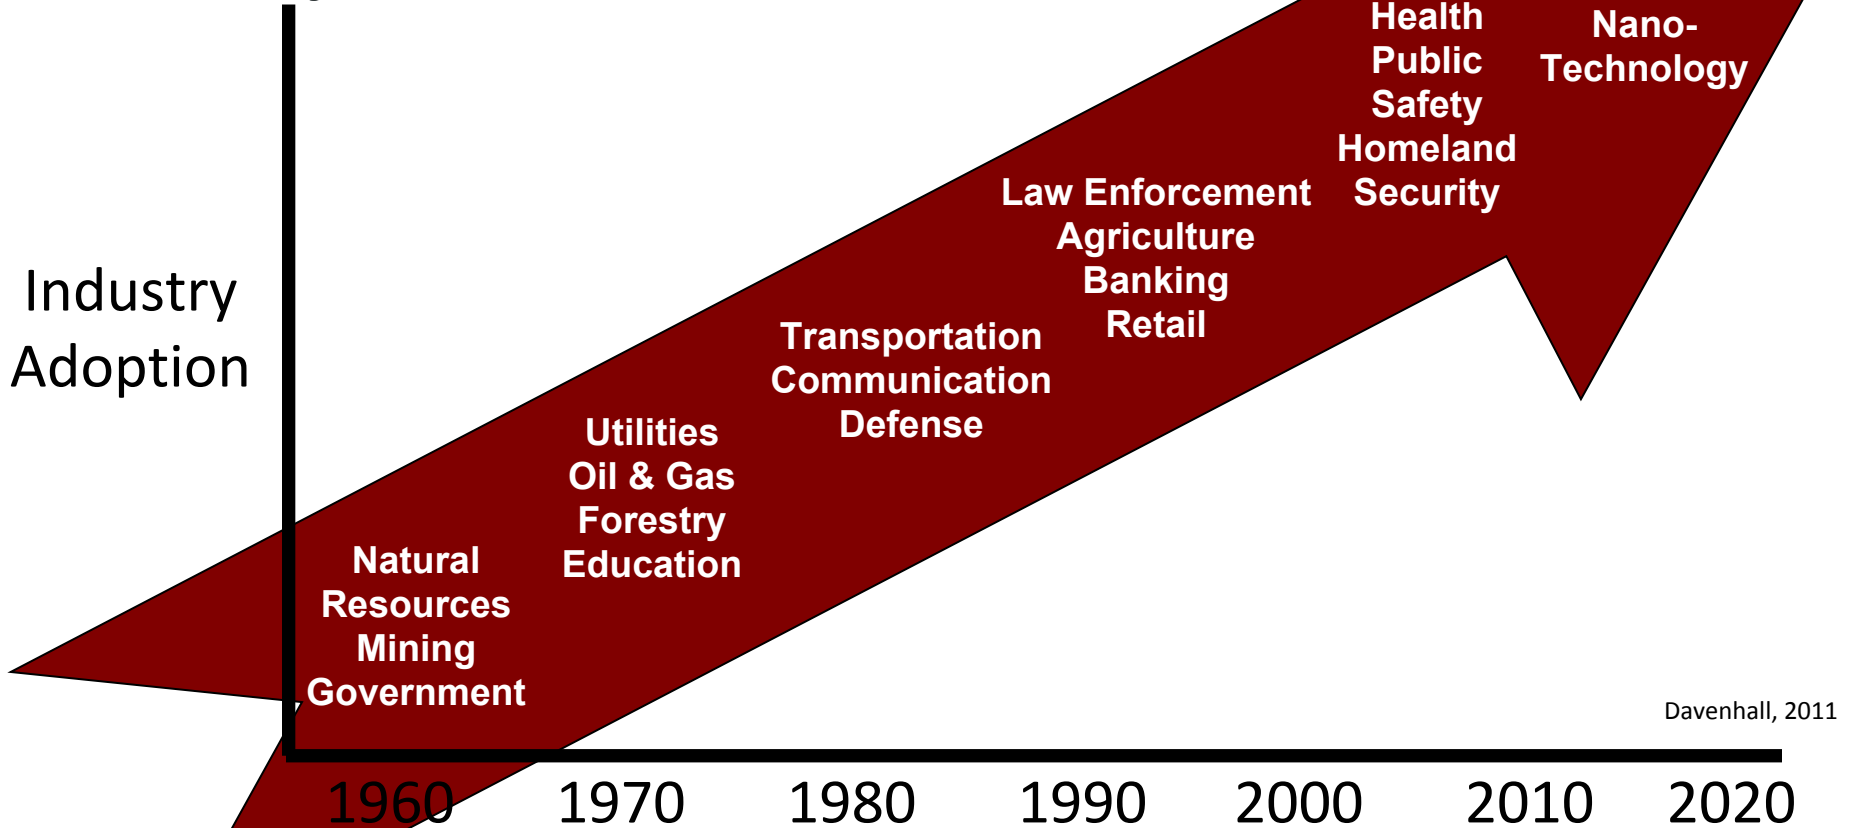 Health
Public
Safety
Homeland
Security
Nano-
Technology
Law Enforcement
Agriculture
Banking
Retail
Industry
Adoption
Transportation
Communication
Defense
Utilities
Oil & Gas
Forestry
Education
Natural
Resources
Mining
Government
Davenhall, 2011
1960 1970 1980 1990 2000 2010 2020